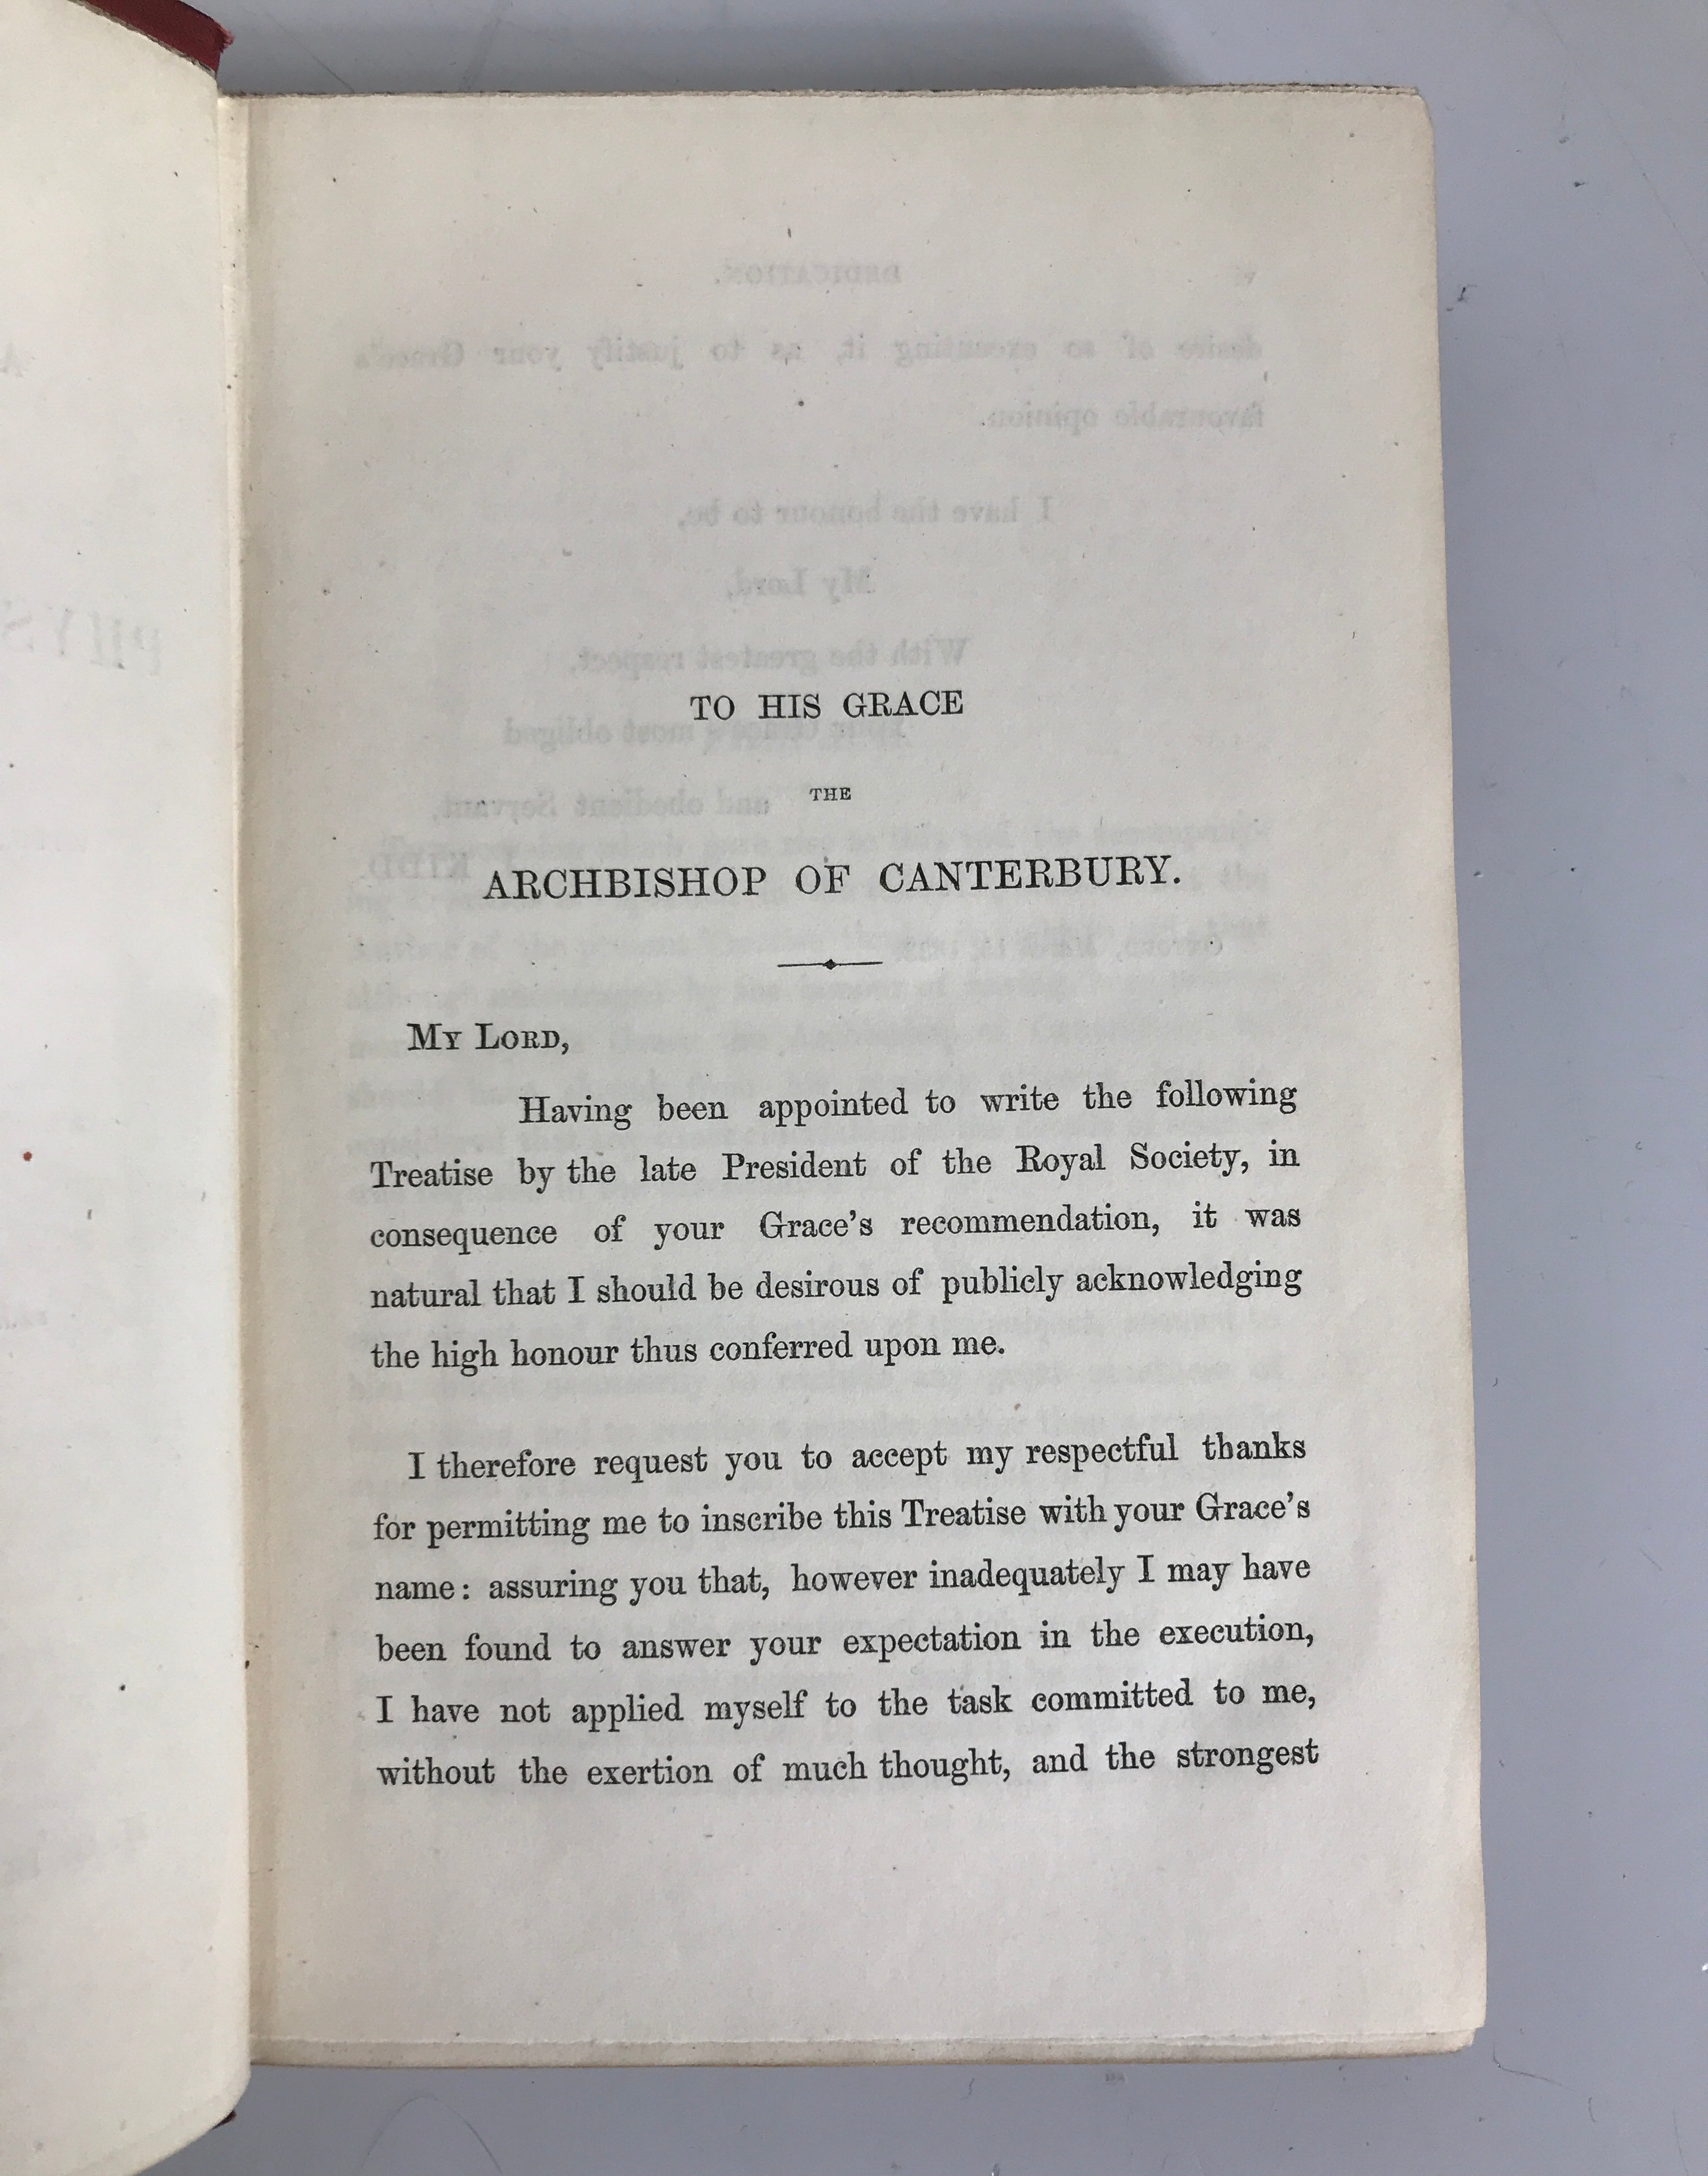 TO HIS GRACE
THE
ARCHBISHOP OF CANTERBURY.
MY LORD,
Having been appointed to write the following
Treatise by the late President of the Royal Society, in
consequence of your Grace's recommendation, it was
natural that I should be desirous of publicly acknowledging
the high honour thus conferred upon me.
I therefore request you to accept my respectful thanks
for permitting me to inscribe this Treatise with your Grace's
name: assuring you that, however inadequately I may have
been found to answer your expectation in the execution,
I have not applied myself to the task committed to me,
without the exertion of much thought, and the strongest